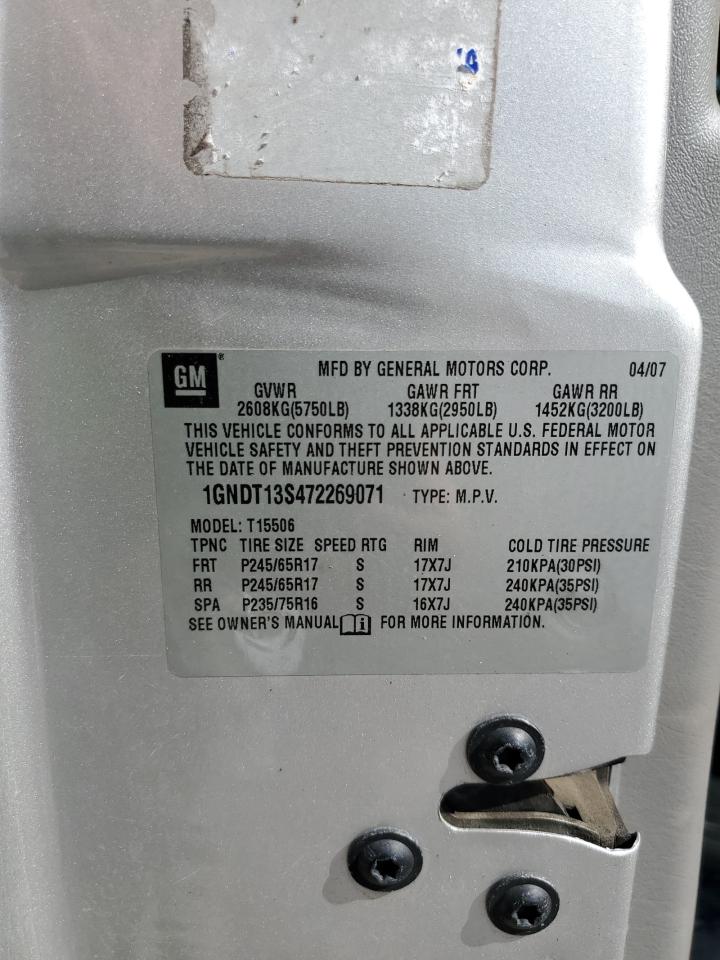 GM® MFD BY GENERAL MOTORS CORP. 04/07
GVWR GAWR FRT GAWR RR
2608KG(5750LB) 1338KG(2950LB) 1452KG(3200LB)
THIS VEHICLE CONFORMS TO ALL APPLICABLE U.S. FEDERAL MOTOR
VEHICLE SAFETY AND THEFT PREVENTION STANDARDS IN EFFECT ON
THE DATE OF MANUFACTURE SHOWN ABOVE.
1GNDT13S472269071 TYPE: M.P.V.
MODEL: T15506
TPNC TIRE SIZE SPEED RTG RIM COLD TIRE PRESSURE
FRT P245/65R17 S 17X7J 210KPA(30PSI)
RR P245/65R17 S 17X7J 240KPA(35PSI)
SPA P235/75R16 S 16X7J 240KPA(35PSI)
SEE OWNER'S MANUAL i FOR MORE INFORMATION.